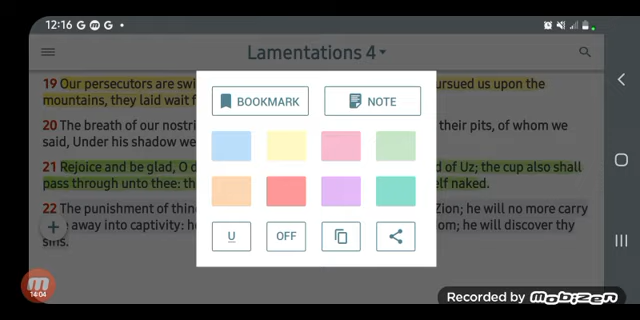 12:16 G m G •
Lamentations 4
19 Our persecutors are swi
ursued us upon the
mountains, they laid wait f
BOOKMARK
NOTE
20 The breath of our nostri
their pits, of whom we
said, Under his shadow we
21 Rejoice and be glad, O d
d of Uz; the cup also shall
pass through unto thee: th
elf naked.
22 The punishment of thin
Zion; he will no more carry
e away into captivity: he
om; he will discover thy
sins.
U
OFF
14:04
Recorded by mobizen